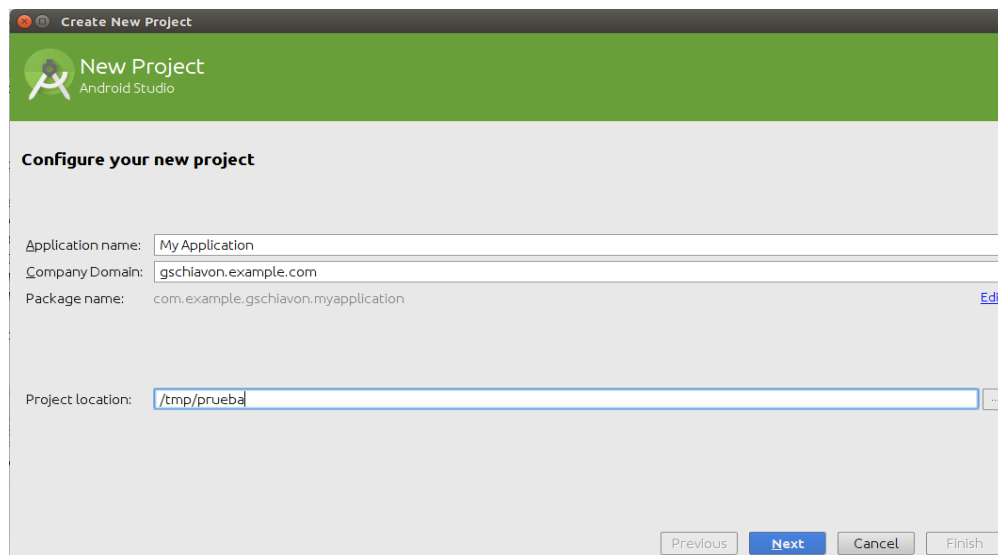 Create New Project
New Project
Android Studio
Configure your new project
Application name: My Application
Company Domain: gschiavon.example.com
Package name: com.example.gschiavon.myapplication
Edi
Project location: /tmp/prueba
...
Previous Next Cancel Finish